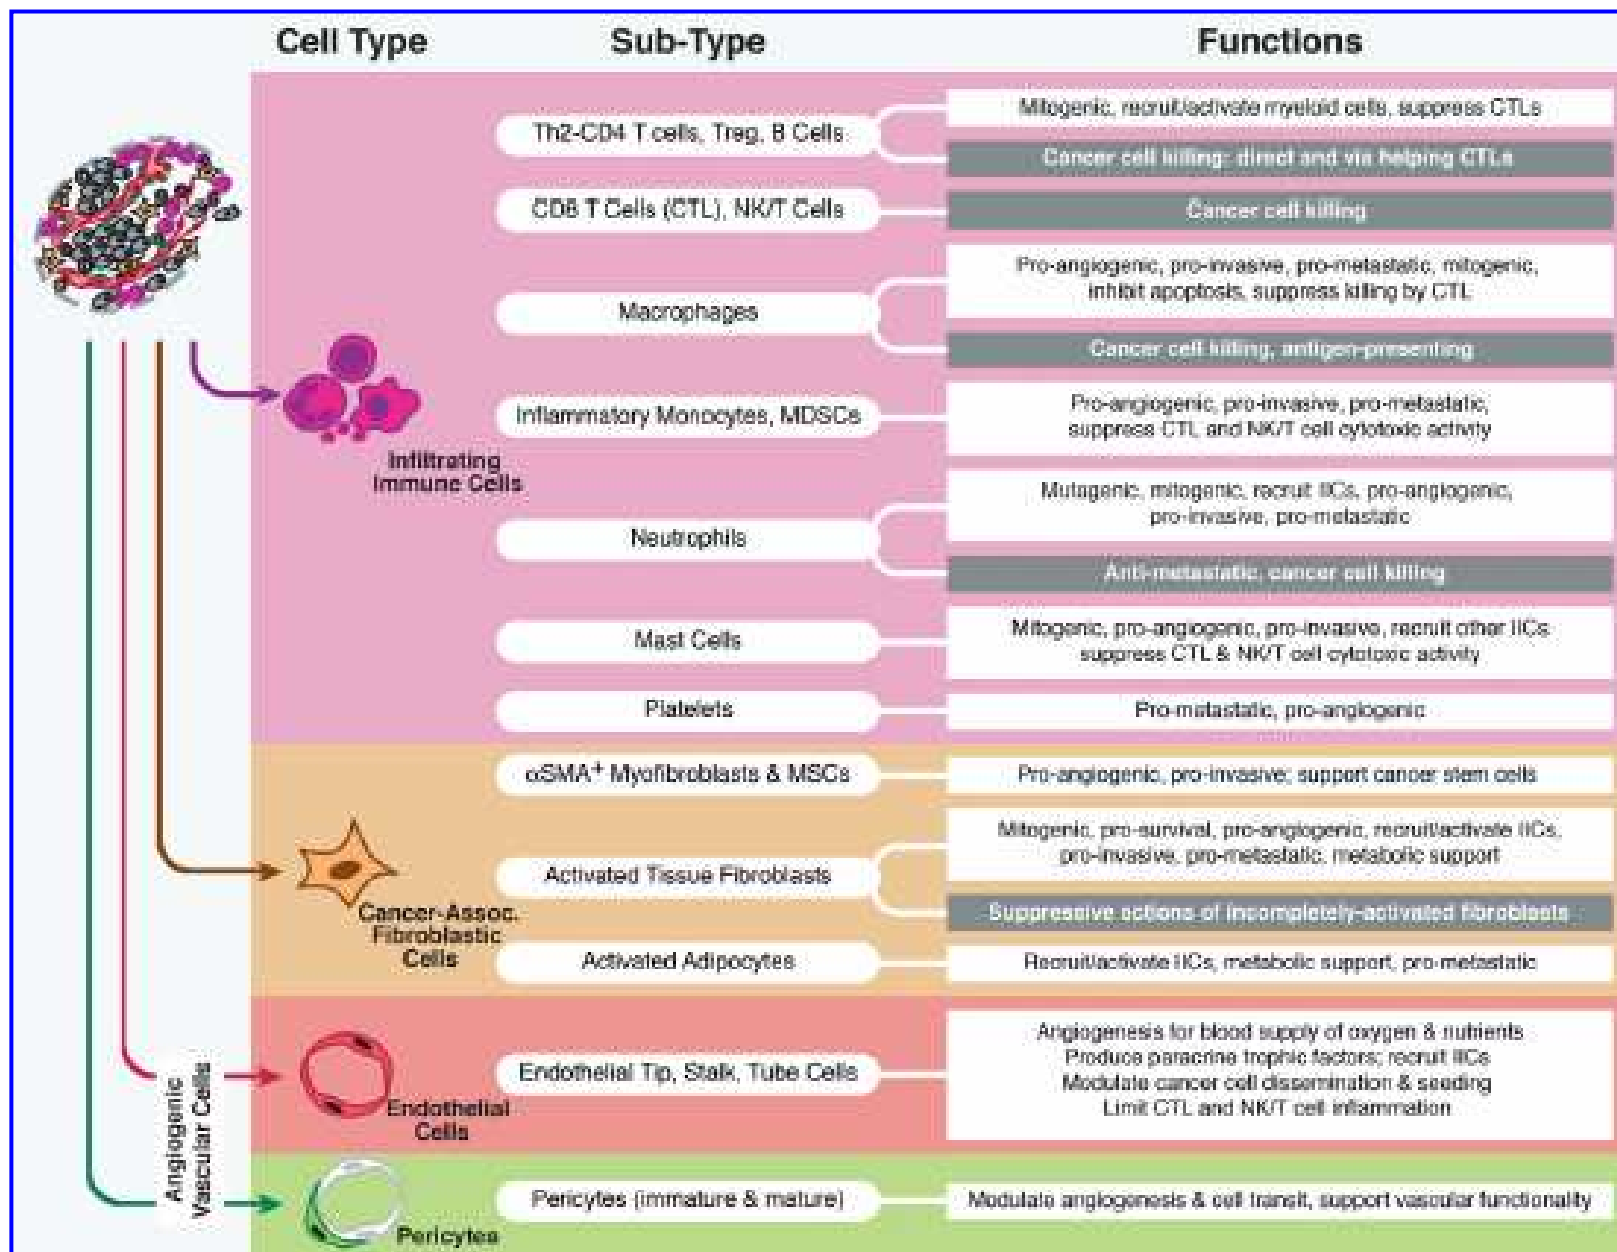 Cell Type
Sub-Type
Functions
Th2-CD4 T cells, Treg, B Cells
Mitogenic, recruit/activate myeloid cells, suppress CTLs
Cancer cell killing: direct and via helping CTLs
CD8 T Cells (CTL), NK/T Cells
Cancer cell killing
Macrophages
Pro-angiogenic, pro-invasive, pro-metastatic, mitogenic,
inhibit apoptosis, suppress killing by CTL
Cancer cell killing, antigen-presenting
Inflammatory Monocytes, MDSCs
Pro-angiogenic, pro-invasive, pro-metastatic,
suppress CTL and NK/T cell cytotoxic activity
Infiltrating
Immune Cells
Neutrophils
Mutagenic, mitogenic, recruit IICs, pro-angiogenic,
pro-invasive, pro-metastatic
Anti-metastatic, cancer cell killing
Mast Cells
Mitogenic, pro-angiogenic, pro-invasive, recruit other IICs
suppress CTL & NK/T cell cytotoxic activity
Platelets
Pro-metastatic, pro-angiogenic
αSMA+ Myofibroblasts & MSCs
Pro-angiogenic, pro-invasive; support cancer stem cells
Activated Tissue Fibroblasts
Mitogenic, pro-survival, pro-angiogenic, recruit/activate IICs,
pro-invasive, pro-metastatic, metabolic support
Suppressive actions of incompletely-activated fibroblasts
Cancer-Assoc.
Fibroblastic
Cells
Activated Adipocytes
Recruit/activate IICs, metabolic support, pro-metastatic
Angiogenic
Vascular Cells
Endothelial
Cells
Endothelial Tip, Stalk, Tube Cells
Angiogenesis for blood supply of oxygen & nutrients
Produce paracrine trophic factors; recruit IICs
Modulate cancer cell dissemination & seeding
Limit CTL and NK/T cell inflammation
Pericytes
Pericytes (immature & mature)
Modulate angiogenesis & cell transit, support vascular functionality